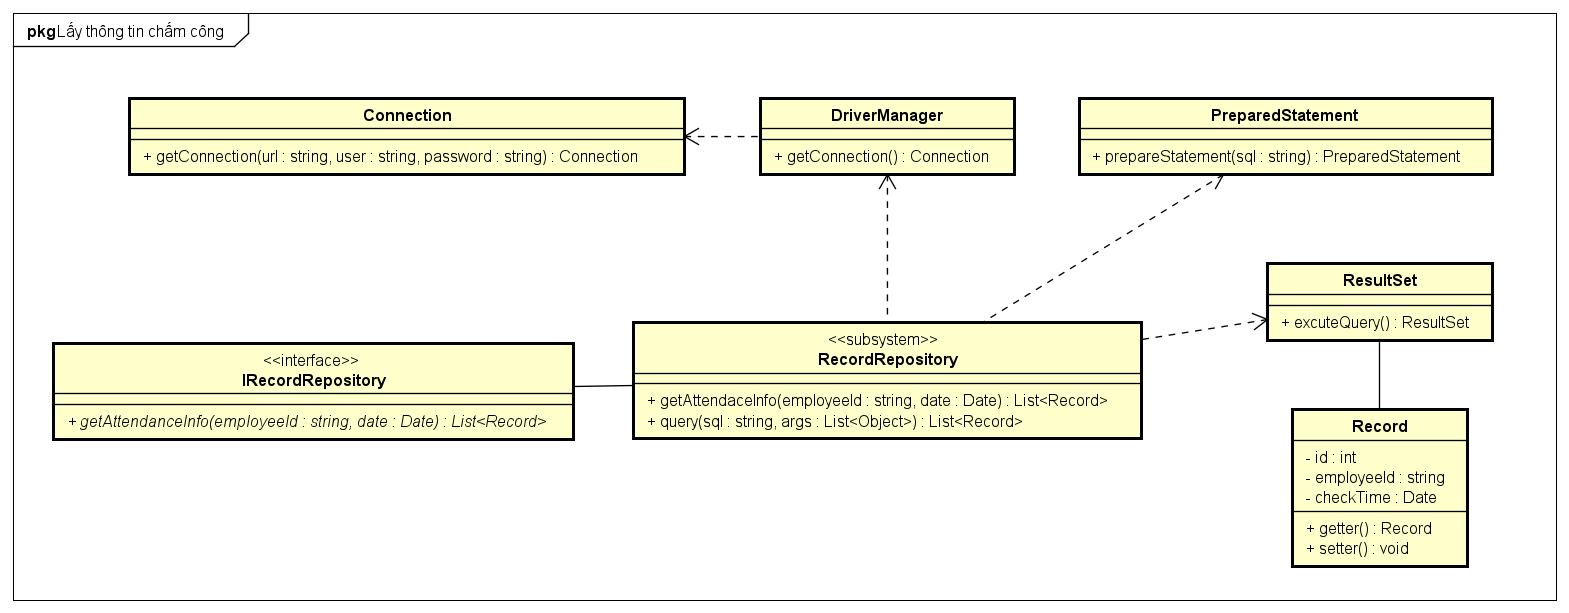 pkg Lấy thông tin chấm công
Connection
+ getConnection(url : string, user : string, password : string) : Connection
DriverManager
+ getConnection() : Connection
PreparedStatement
+ prepareStatement(sql : string) : PreparedStatement
ResultSet
+ excuteQuery() : ResultSet
<<interface>>
IRecordRepository
+ getAttendanceInfo(employeeId : string, date : Date) : List<Record>
<<subsystem>>
RecordRepository
+ getAttendaceInfo(employeeId : string, date : Date) : List<Record>
+ query(sql : string, args : List<Object>) : List<Record>
Record
- id : int
- employeeId : string
- checkTime : Date
+ getter() : Record
+ setter() : void